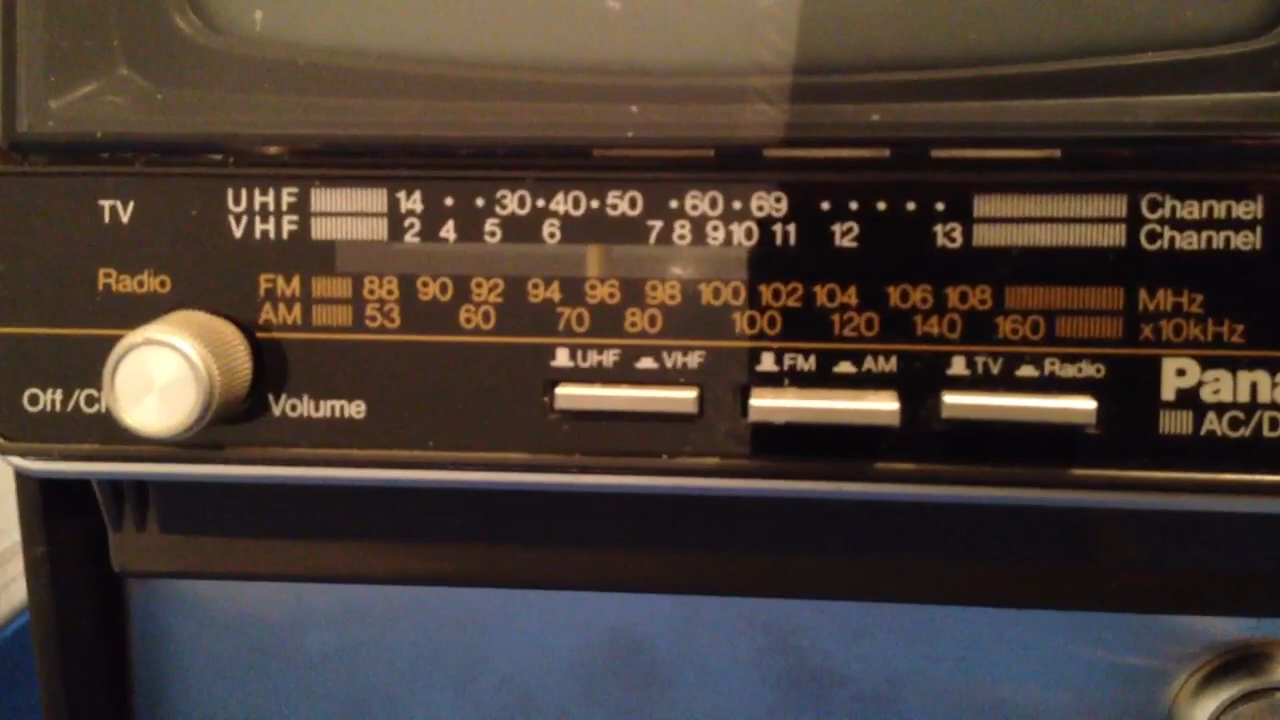 TV UHF 14 • • 30 • 40 • 50 • 60 • 69 • • • • • Channel
VHF 2 4 5 6 7 8 9 10 11 12 13 Channel
Radio FM 88 90 92 94 96 98 100 102 104 106 108 MHz
AM 53 60 70 80 100 120 140 160 x10kHz
UHF VHF FM AM TV Radio
Off/Ch Volume Pana
AC/D